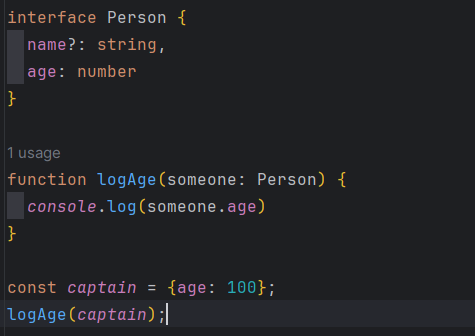 interface Person {
name?: string,
age: number
}
1 usage
function logAge(someone: Person) {
console.log(someone.age)
}
const captain = {age: 100};
logAge(captain);